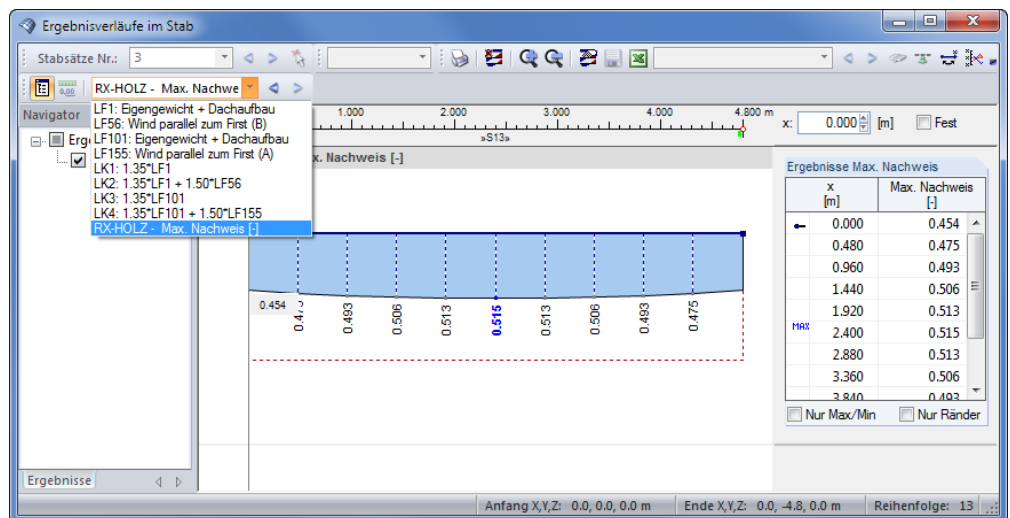 Ergebnisverläufe im Stab
Stabsätze Nr.: 3
RX-HOLZ - Max. Nachwe
Navigator
LF1: Eigengewicht + Dachaufbau
LF56: Wind parallel zum First (B)
LF101: Eigengewicht + Dachaufbau
LF155: Wind parallel zum First (A)
LK1: 1.35*LF1
LK2: 1.35*LF1 + 1.50*LF56
LK3: 1.35*LF101
LK4: 1.35*LF101 + 1.50*LF155
RX-HOLZ - Max. Nachweis [-]
Erg
1.000 2.000 3.000 4.000 4.800 m
»S13»
x. Nachweis [-]
0.454 0.493 0.506 0.513 0.515 0.513 0.506 0.493 0.475
x: 0.000 [m] Fest
Ergebnisse Max. Nachweis
x Max. Nachweis
[m] [-]
0.000 0.454
0.480 0.475
0.960 0.493
1.440 0.506
1.920 0.513
MAX 2.400 0.515
2.880 0.513
3.360 0.506
3.840 0.493
Nur Max/Min Nur Ränder
Ergebnisse
Anfang X,Y,Z: 0.0, 0.0, 0.0 m Ende X,Y,Z: 0.0, -4.8, 0.0 m Reihenfolge: 13